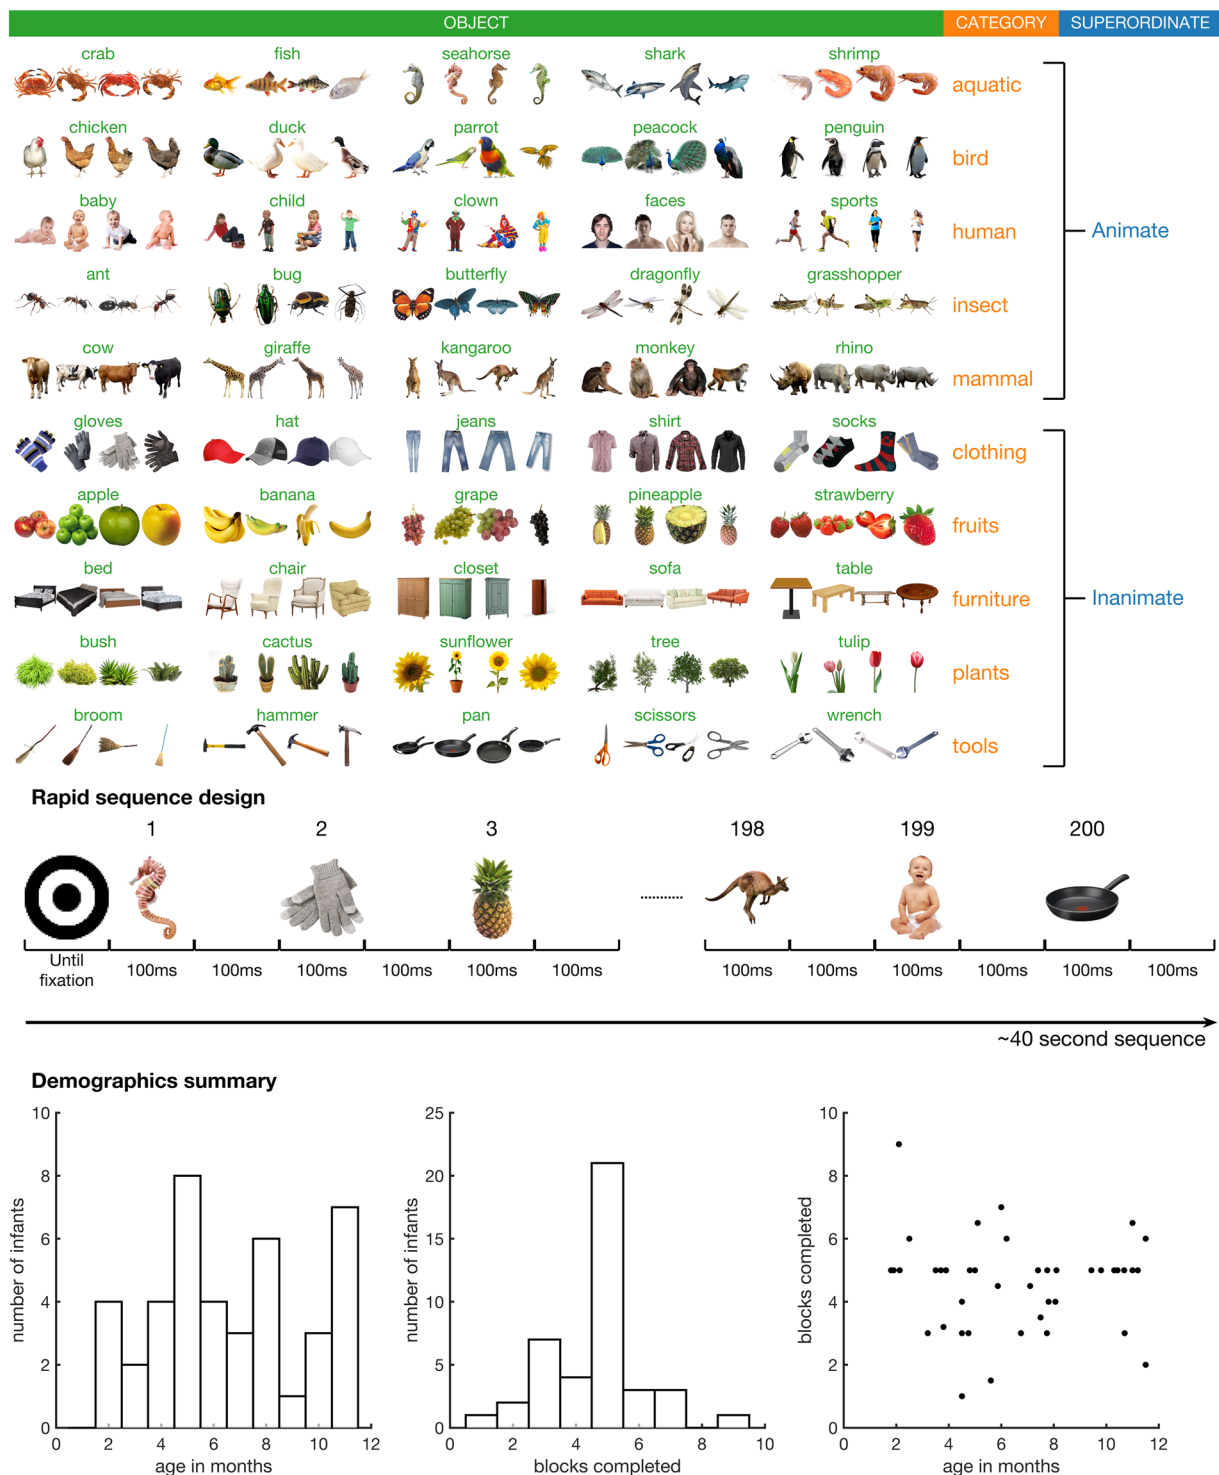 OBJECT CATEGORY SUPERORDINATE
crab fish seahorse shark shrimp
aquatic
chicken duck parrot peacock penguin
bird
baby child clown faces sports
human
Animate
ant bug butterfly dragonfly grasshopper
insect
cow giraffe kangaroo monkey rhino
mammal
gloves hat jeans shirt socks
clothing
apple banana grape pineapple strawberry
fruits
bed chair closet sofa table
furniture
Inanimate
bush cactus sunflower tree tulip
plants
broom hammer pan scissors wrench
tools
Rapid sequence design
1 2 3 198 199 200
..........
Until
fixation
100ms 100ms 100ms 100ms 100ms 100ms 100ms 100ms 100ms 100ms 100ms 100ms
~40 second sequence
Demographics summary
number of infants
10
8
6
4
2
0
0 2 4 6 8 10 12
age in months
number of infants
25
20
15
10
5
0
0 2 4 6 8 10
blocks completed
blocks completed
10
8
6
4
2
0
0 2 4 6 8 10 12
age in months